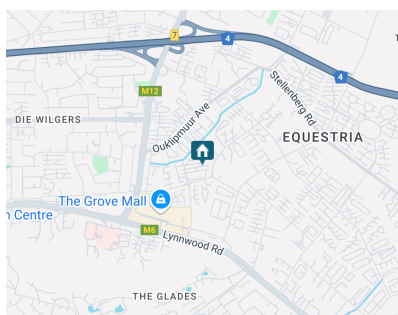 7
4
4
M12
Stellenberg Rd
Ouklipmuur Ave
DIE WILGERS
EQUESTRIA
The Grove Mall
n Centre
M6
Lynnwood Rd
THE GLADES